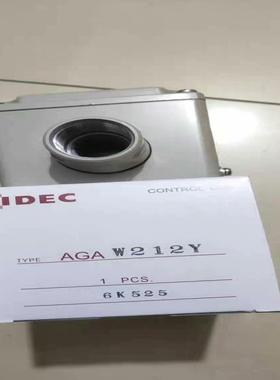 IDEC
CONTROL
TYPE AGA W212Y
1 PCS.
6K525